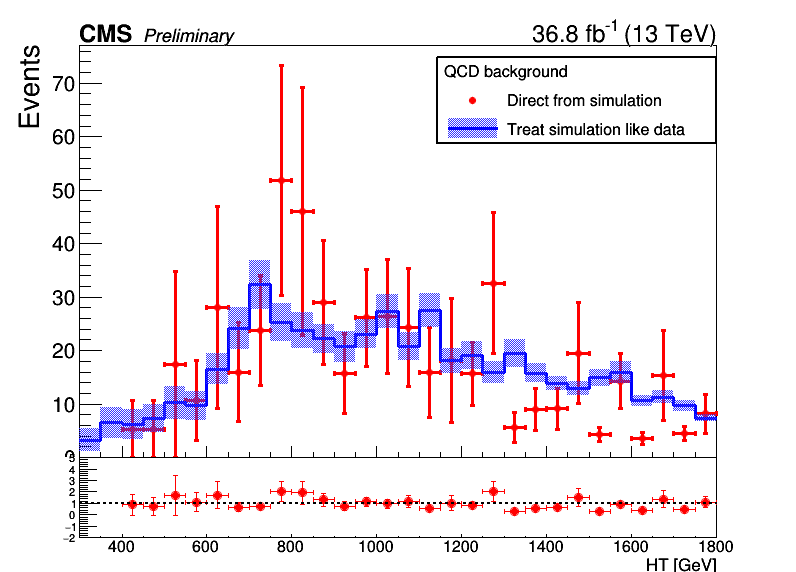 CMS Preliminary 36.8 fb⁻¹ (13 TeV)
Events
QCD background
Direct from simulation
Treat simulation like data
70
60
50
40
30
20
10
0
5
4
3
2
1
0
−1
−2
400 600 800 1000 1200 1400 1600 1800
HT [GeV]